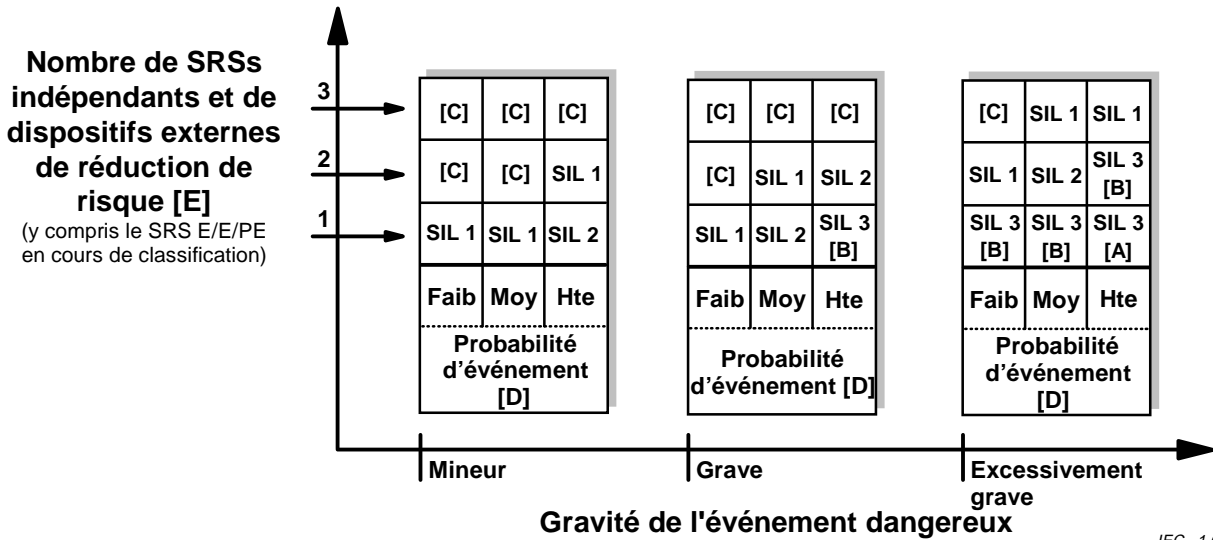 Nombre de SRSs
indépendants et de
dispositifs externes
de réduction de
risque [E]
(y compris le SRS E/E/PE
en cours de classification)
3
2
1
[C] [C] [C]
[C] [C] SIL 1
SIL 1 SIL 1 SIL 2
Faib Moy Hte
Probabilité
d'événement
[D]
[C] [C] [C]
[C] SIL 1 SIL 2
SIL 1 SIL 2 SIL 3
[B]
Faib Moy Hte
Probabilité
d'événement [D]
[C] SIL 1 SIL 1
SIL 1 SIL 2 SIL 3
[B]
SIL 3 SIL 3 SIL 3
[B] [B] [A]
Faib Moy Hte
Probabilité
d'événement
[D]
Mineur
Grave
Excessivement
grave
Gravité de l'événement dangereux